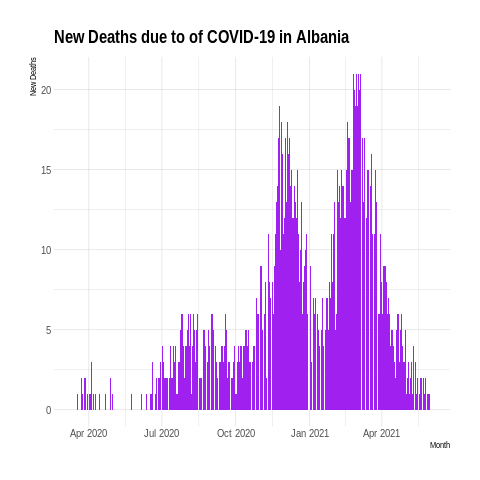 New Deaths due to of COVID-19 in Albania
New Deaths
20
15
10
5
0
Apr 2020 Jul 2020 Oct 2020 Jan 2021 Apr 2021
Month